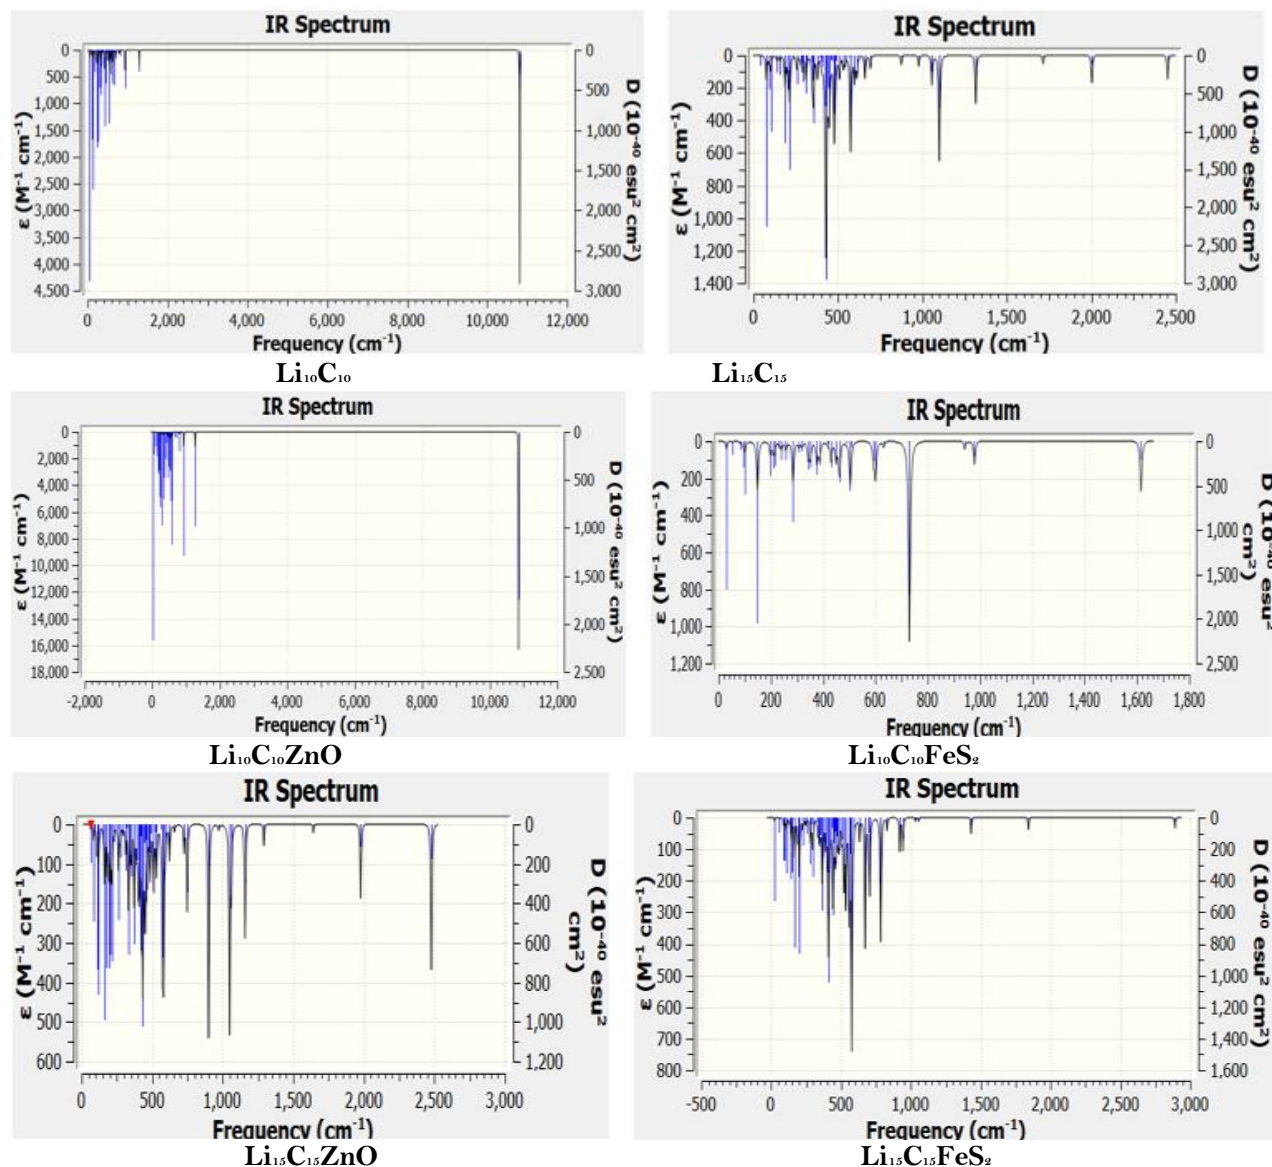 IR Spectrum
0
500
1,000
1,500
2,000
2,500
3,000
3,500
4,000
4,500
ε (M⁻¹ cm⁻¹)
0
500
1,000
1,500
2,000
2,500
3,000
D (10⁻⁴⁰ esu² cm²)
0 2,000 4,000 6,000 8,000 10,000 12,000
Frequency (cm⁻¹)
Li₁₀C₁₀
IR Spectrum
0
200
400
600
800
1,000
1,200
1,400
ε (M⁻¹ cm⁻¹)
0
500
1,000
1,500
2,000
2,500
3,000
D (10⁻⁴⁰ esu² cm²)
0 500 1,000 1,500 2,000 2,500
Frequency (cm⁻¹)
Li₁₅C₁₅
IR Spectrum
0
2,000
4,000
6,000
8,000
10,000
12,000
14,000
16,000
18,000
ε (M⁻¹ cm⁻¹)
0
500
1,000
1,500
2,000
2,500
D (10⁻⁴⁰ esu² cm²)
-2,000 0 2,000 4,000 6,000 8,000 10,000 12,000
Frequency (cm⁻¹)
Li₁₀C₁₀ZnO
IR Spectrum
0
200
400
600
800
1,000
1,200
ε (M⁻¹ cm⁻¹)
0
500
1,000
1,500
2,000
2,500
D (10⁻⁴⁰ esu²
cm²)
0 200 400 600 800 1,000 1,200 1,400 1,600 1,800
Frequency (cm⁻¹)
Li₁₀C₁₀FeS₂
IR Spectrum
0
100
200
300
400
500
600
ε (M⁻¹ cm⁻¹)
0
200
400
600
800
1,000
1,200
D (10⁻⁴⁰ esu²
cm²)
0 500 1,000 1,500 2,000 2,500 3,000
Frequency (cm⁻¹)
Li₁₅C₁₅ZnO
IR Spectrum
0
100
200
300
400
500
600
700
800
ε (M⁻¹ cm⁻¹)
0
200
400
600
800
1,000
1,200
1,400
1,600
D (10⁻⁴⁰ esu² cm²)
-500 0 500 1,000 1,500 2,000 2,500 3,000
Frequency (cm⁻¹)
Li₁₅C₁₅FeS₂